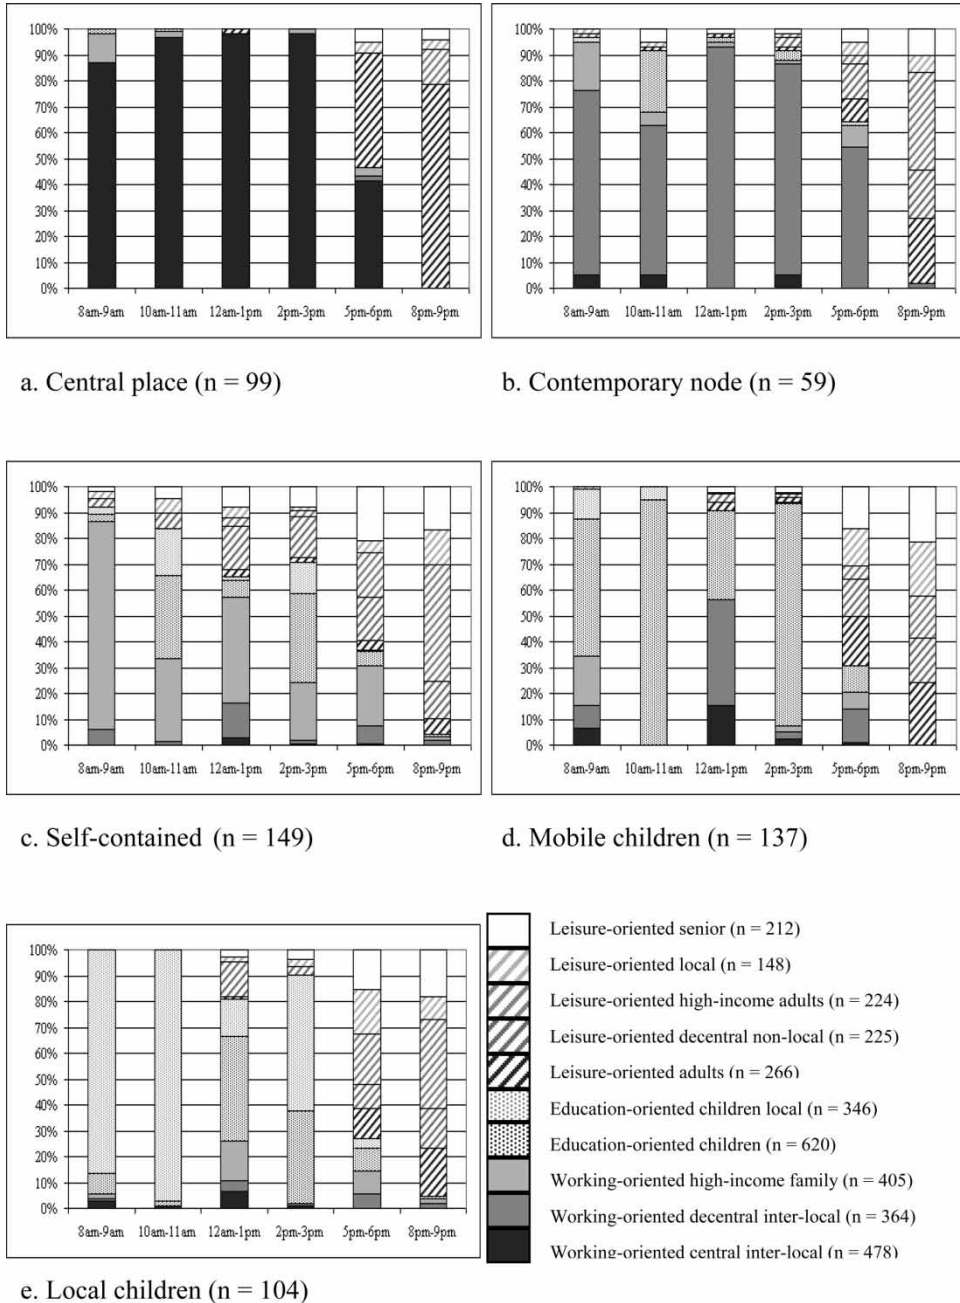 100%
90%
80%
70%
60%
50%
40%
30%
20%
10%
0%
8am-9am 10am-11am 12am-1pm 2pm-3pm 5pm-6pm 8pm-9pm
a. Central place (n = 99)
100%
90%
80%
70%
60%
50%
40%
30%
20%
10%
0%
8am-9am 10am-11am 12am-1pm 2pm-3pm 5pm-6pm 8pm-9pm
b. Contemporary node (n = 59)
100%
90%
80%
70%
60%
50%
40%
30%
20%
10%
0%
8am-9am 10am-11am 12am-1pm 2pm-3pm 5pm-6pm 8pm-9pm
c. Self-contained (n = 149)
100%
90%
80%
70%
60%
50%
40%
30%
20%
10%
0%
8am-9am 10am-11am 12am-1pm 2pm-3pm 5pm-6pm 8pm-9pm
d. Mobile children (n = 137)
100%
90%
80%
70%
60%
50%
40%
30%
20%
10%
0%
8am-9am 10am-11am 12am-1pm 2pm-3pm 5pm-6pm 8pm-9pm
e. Local children (n = 104)
Leisure-oriented senior (n = 212)
Leisure-oriented local (n = 148)
Leisure-oriented high-income adults (n = 224)
Leisure-oriented decentral non-local (n = 225)
Leisure-oriented adults (n = 266)
Education-oriented children local (n = 346)
Education-oriented children (n = 620)
Working-oriented high-income family (n = 405)
Working-oriented decentral inter-local (n = 364)
Working-oriented central inter-local (n = 478)